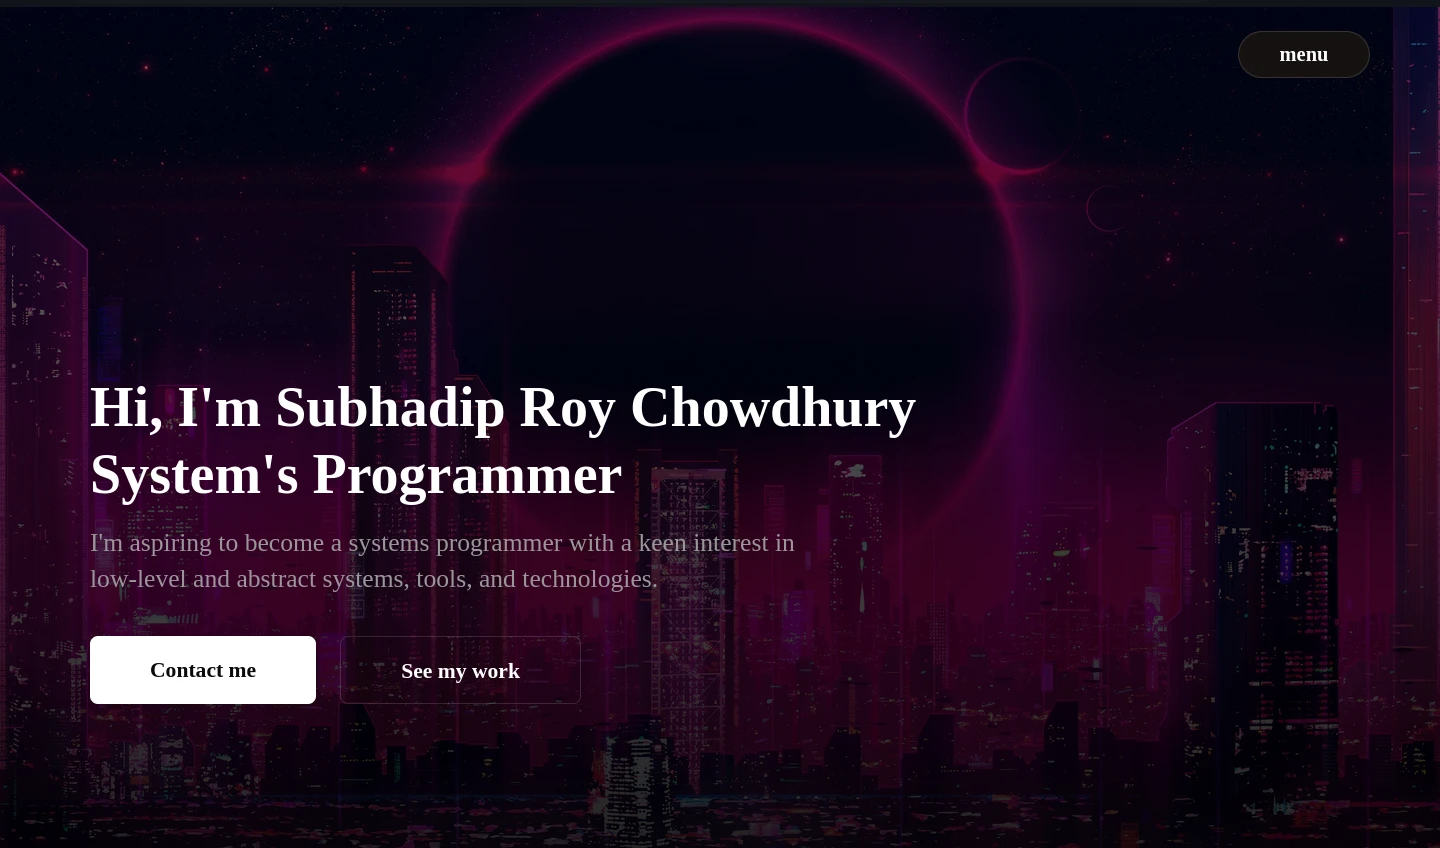 menu
Hi, I'm Subhadip Roy Chowdhury
System's Programmer
I'm aspiring to become a systems programmer with a keen interest in
low-level and abstract systems, tools, and technologies.
Contact me
See my work